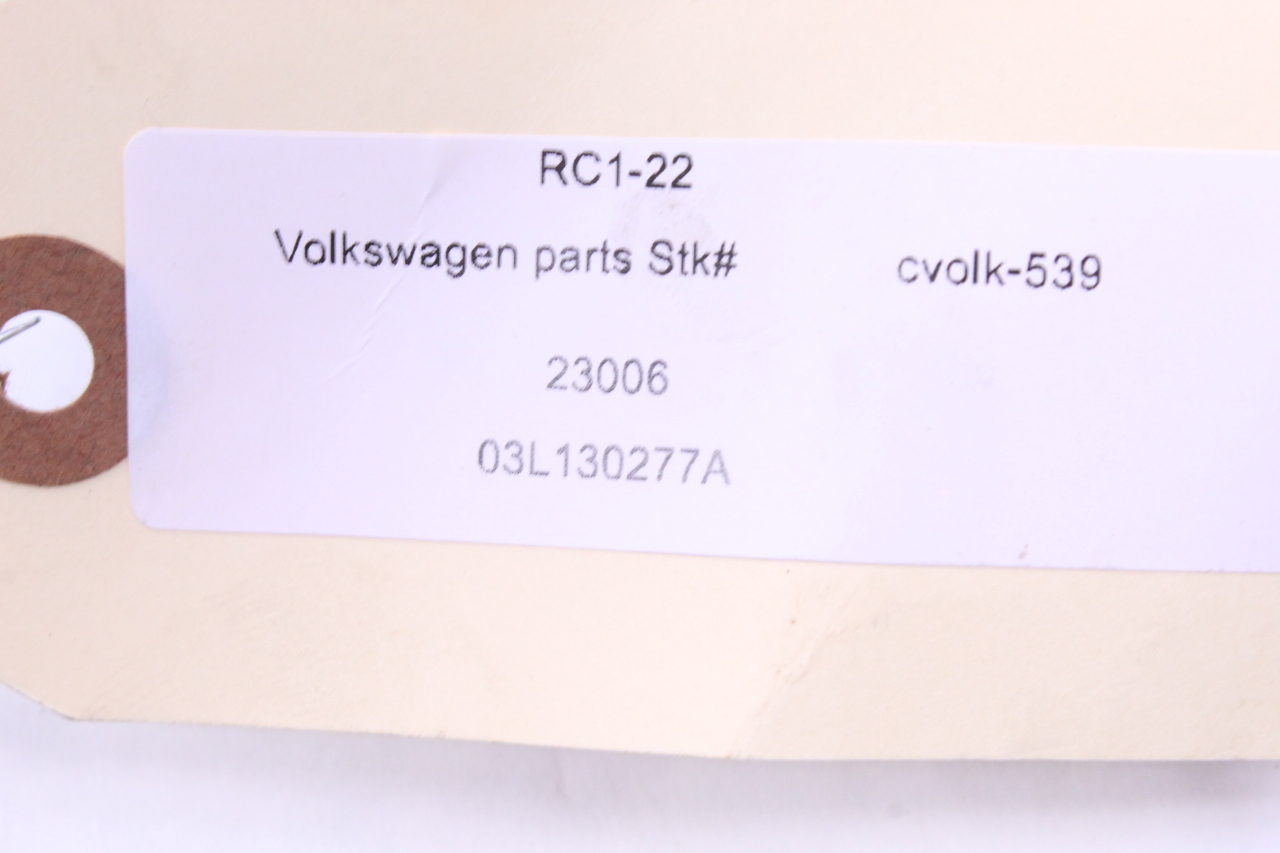 RC1-22
Volkswagen parts Stk# cvolk-539
23006
03L130277A